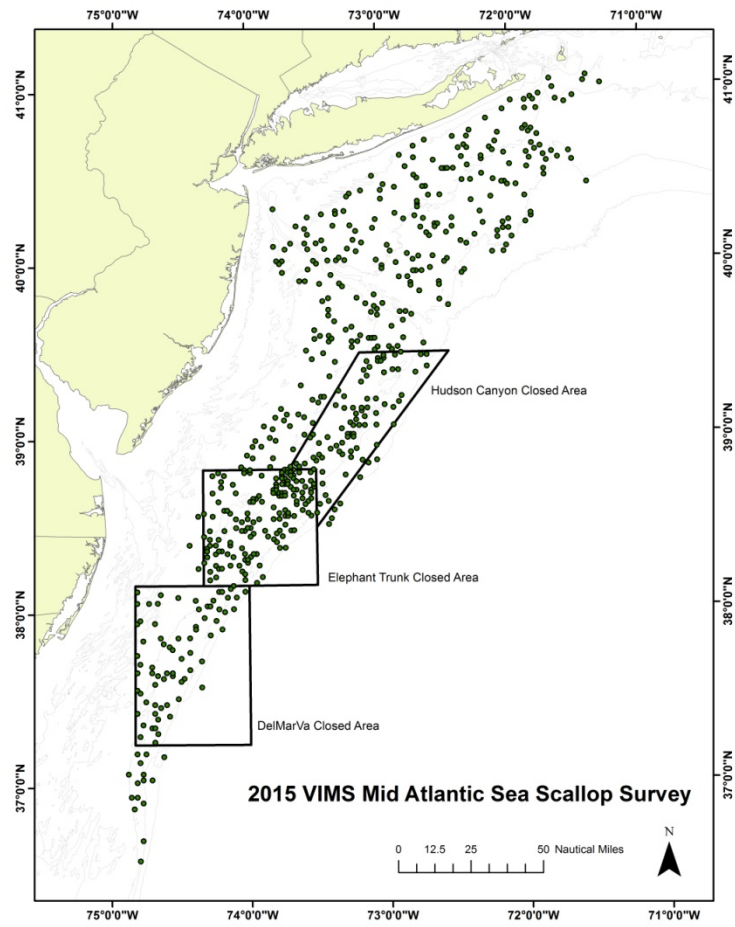 75°0'0"W 74°0'0"W 73°0'0"W 72°0'0"W 71°0'0"W
41°0'0"N 41°0'0"N
40°0'0"N 40°0'0"N
Hudson Canyon Closed Area
39°0'0"N 39°0'0"N
Elephant Trunk Closed Area
38°0'0"N 38°0'0"N
DelMarVa Closed Area
37°0'0"N 37°0'0"N
2015 VIMS Mid Atlantic Sea Scallop Survey
N
0 12.5 25 50 Nautical Miles
75°0'0"W 74°0'0"W 73°0'0"W 72°0'0"W 71°0'0"W